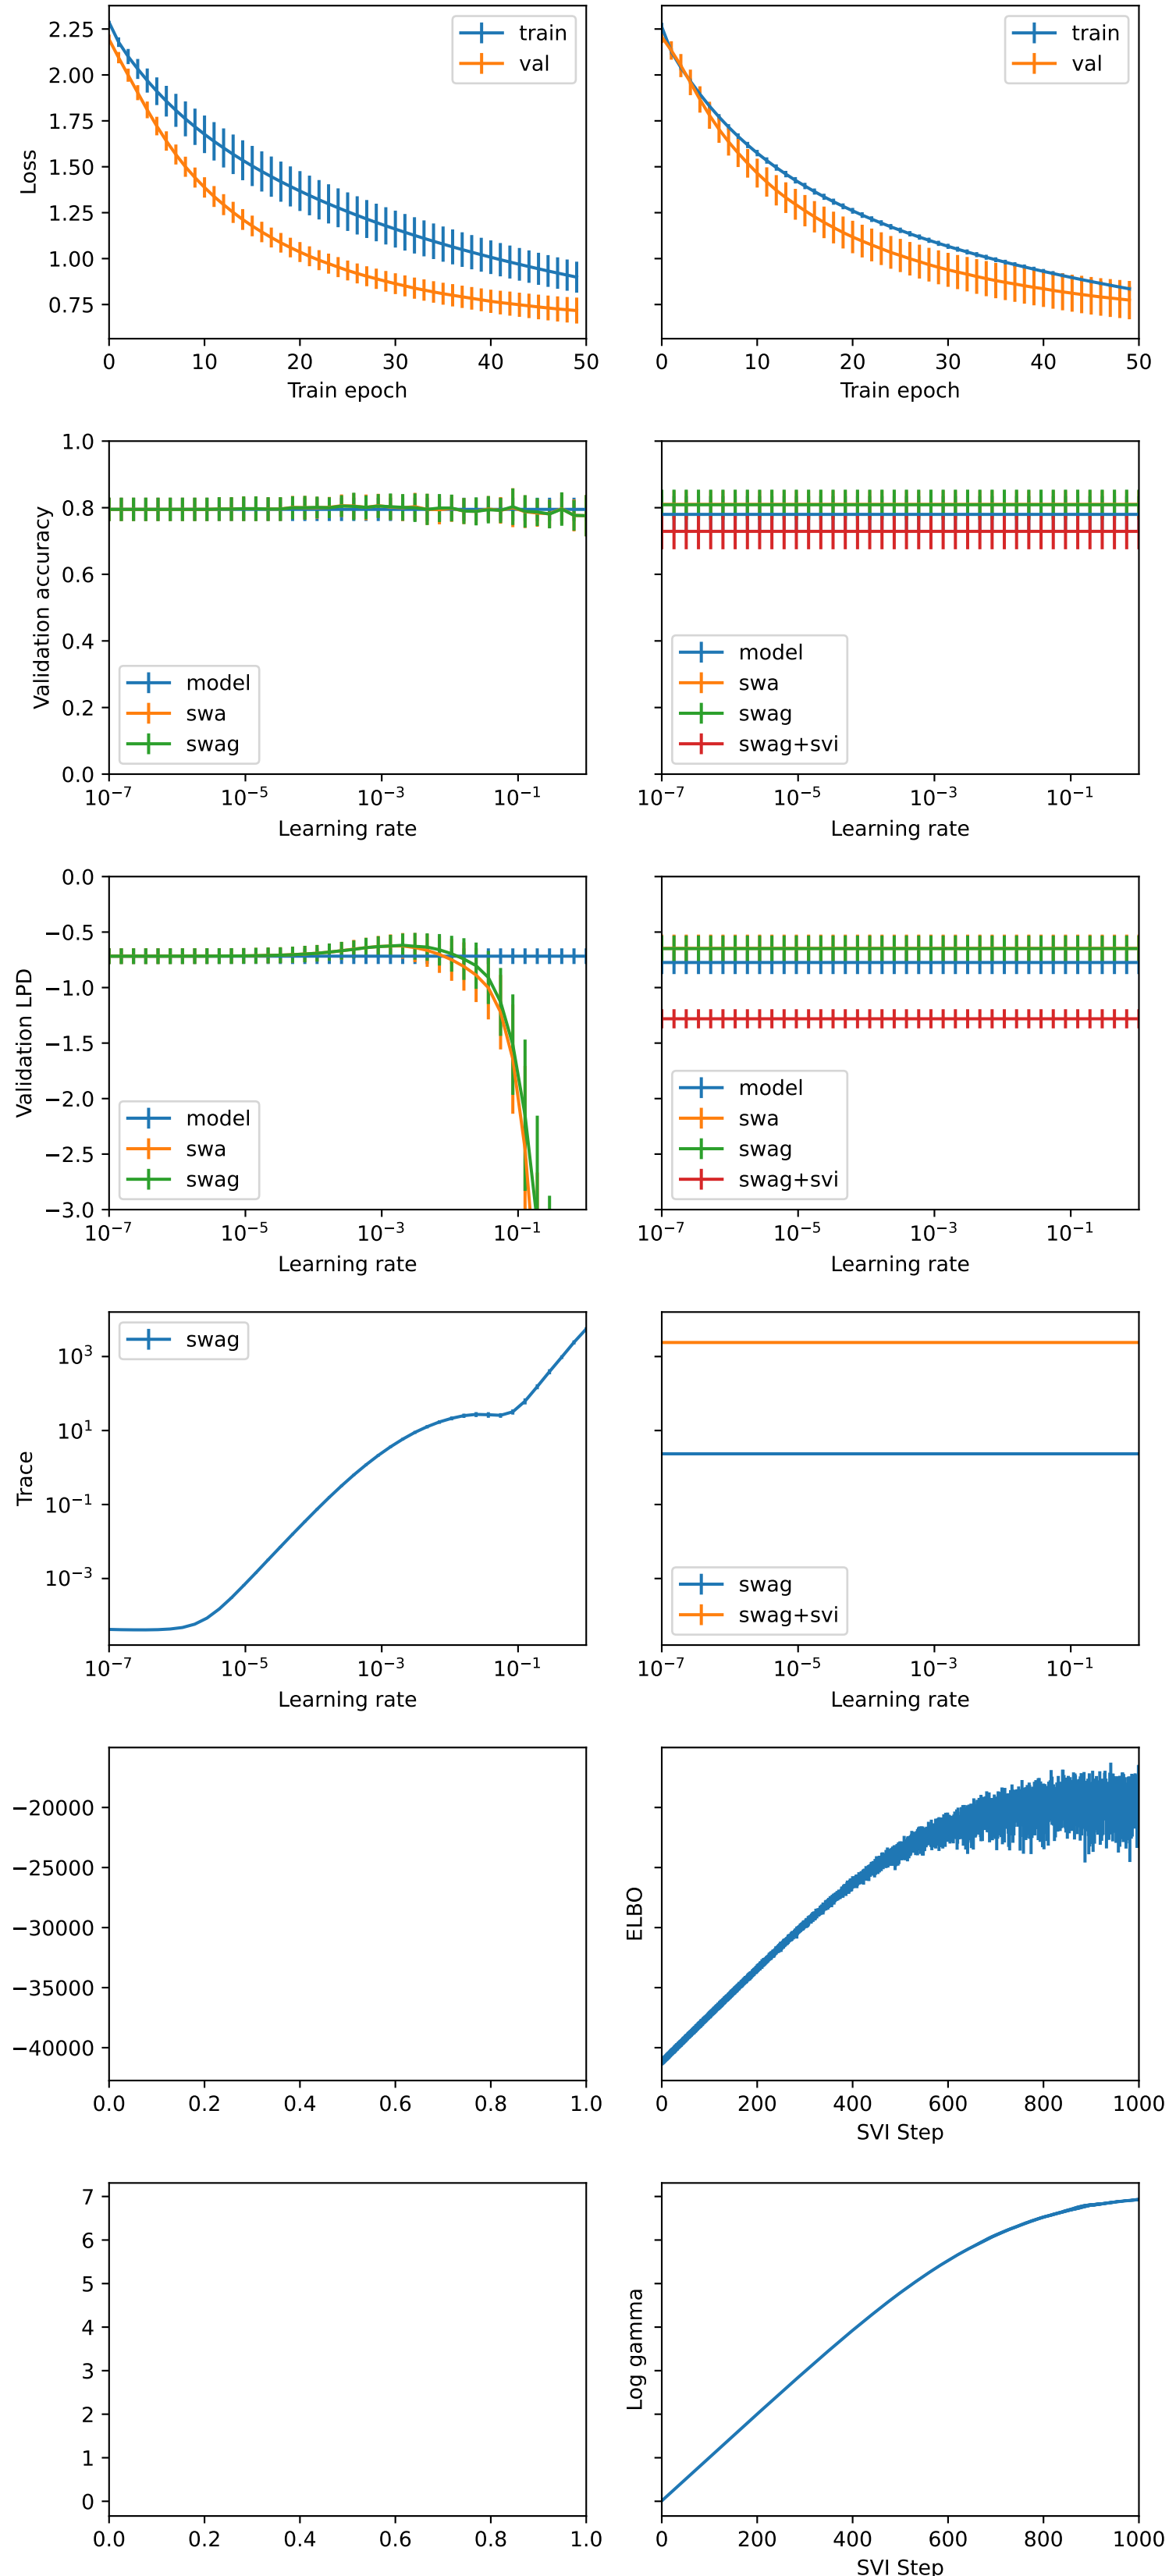 2.25
2.00
1.75
1.50
1.25
1.00
0.75
Loss
train
val
0 10 20 30 40 50
Train epoch
train
val
0 10 20 30 40 50
Train epoch
1.0
0.8
0.6
0.4
0.2
0.0
Validation accuracy
model
swa
swag
10⁻⁷ 10⁻⁵ 10⁻³ 10⁻¹
Learning rate
model
swa
swag
swag+svi
10⁻⁷ 10⁻⁵ 10⁻³ 10⁻¹
Learning rate
0.0
−0.5
−1.0
−1.5
−2.0
−2.5
−3.0
Validation LPD
model
swa
swag
10⁻⁷ 10⁻⁵ 10⁻³ 10⁻¹
Learning rate
model
swa
swag
swag+svi
10⁻⁷ 10⁻⁵ 10⁻³ 10⁻¹
Learning rate
10³
10¹
10⁻¹
10⁻³
Trace
swag
10⁻⁷ 10⁻⁵ 10⁻³ 10⁻¹
Learning rate
swag
swag+svi
10⁻⁷ 10⁻⁵ 10⁻³ 10⁻¹
Learning rate
−20000
−25000
−30000
−35000
−40000
0.0 0.2 0.4 0.6 0.8 1.0
ELBO
0 200 400 600 800 1000
SVI Step
7
6
5
4
3
2
1
0
0.0 0.2 0.4 0.6 0.8 1.0
Log gamma
0 200 400 600 800 1000
SVI Step